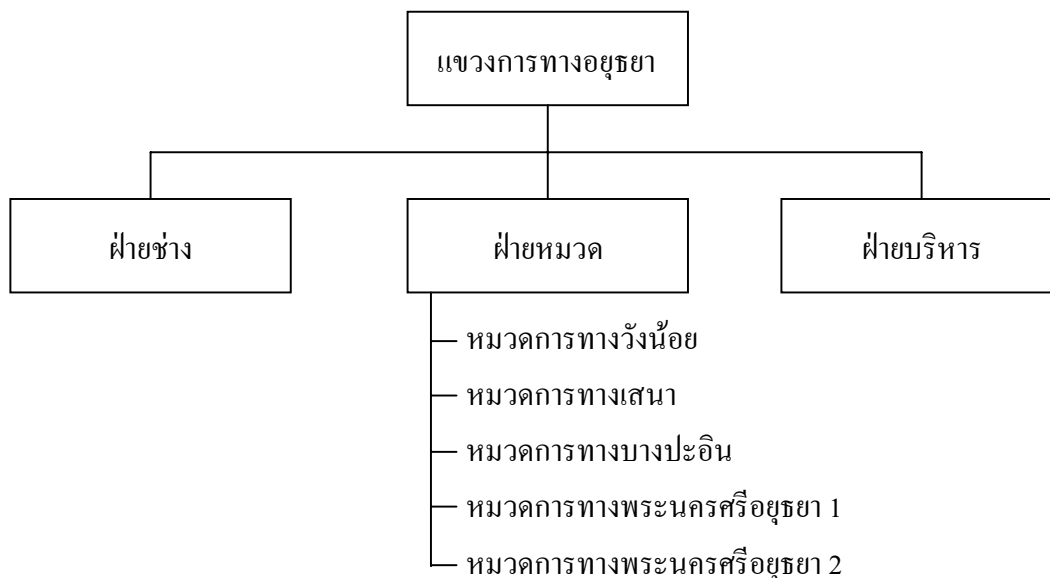 แขวงการทางอยุธยา
ฝ่ายช่าง
ฝ่ายหมวด
ฝ่ายบริหาร
หมวดการทางวังน้อย
หมวดการทางเสนา
หมวดการทางบางปะอิน
หมวดการทางพระนครศรีอยุธยา 1
หมวดการทางพระนครศรีอยุธยา 2